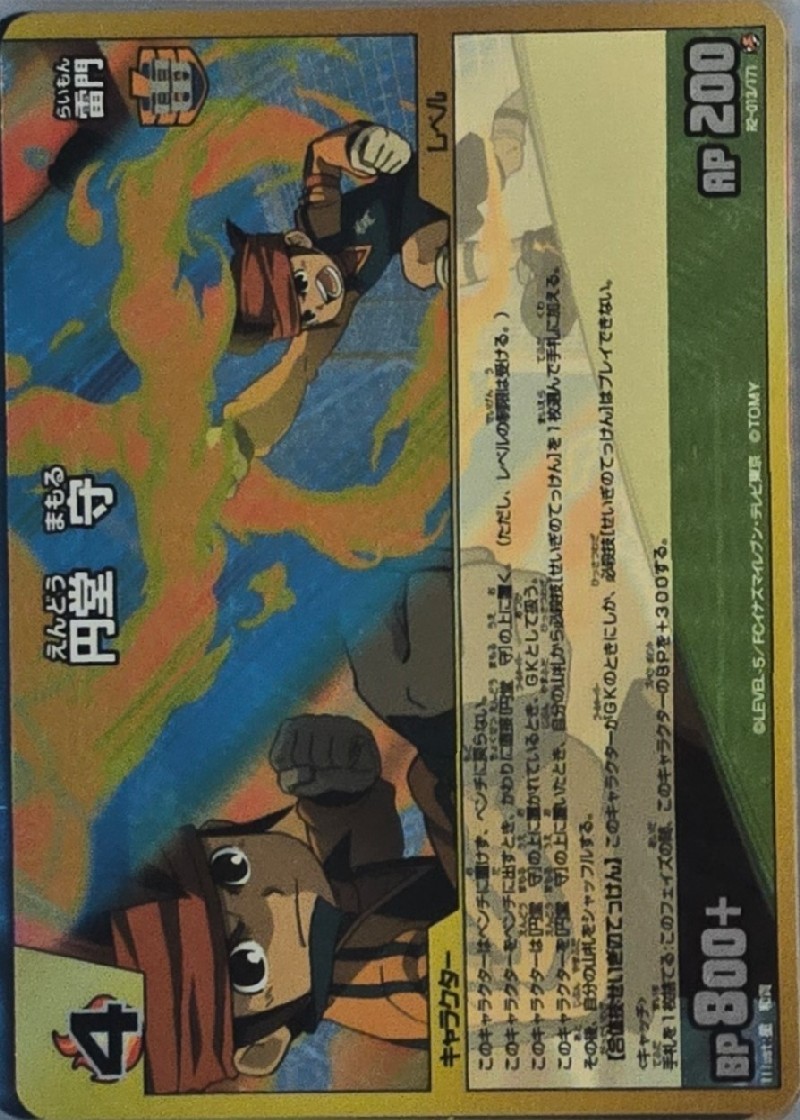 4
えんどう まもる
円堂 守
らいもん
雷門
キャラクター
レベル
このキャラクターはベンチに置けず、ベンチに戻らない。
このキャラクターをベンチに出すとき、かわりに直接[円堂 守]の上に置く。(ただし、レベルの制限は受ける。)
このキャラクターは[円堂 守]の上に置かれているとき、GKとして扱う。
このキャラクターを[円堂 守]の上に置いたとき、自分の山札から必殺技[せいぎのてっけん]を1枚選んで手札に加える。
その後、自分の山札をシャッフルする。
[合体技せいぎのてっけん]このキャラクターがGKのときにしか、必殺技[せいぎのてっけん]はプレイできない。
〈キャッチ〉
手札を1枚捨てる:このフェイズの間、このキャラクターのBPを+300する。
BP 800+
AP 200
©LEVEL-5/FCイナズマイレブン・テレビ東京 ©TOMY